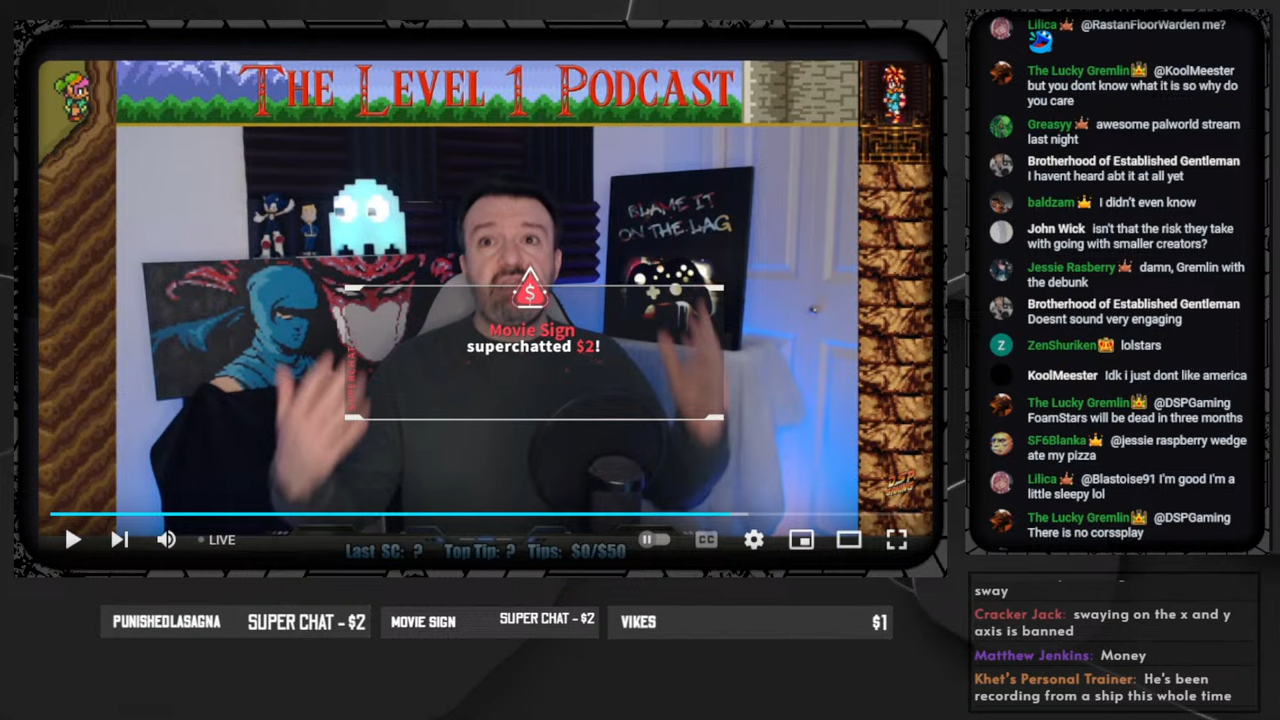 THE LEVEL 1 PODCAST
BLAME IT
ON THE LAG
Movie Sign
superchatted $2!
LIVE
CC
Last SC: ? Top Tip: ? Tips: $0/$50
PUNISHEDLASAGNA SUPER CHAT - $2
MOVIE SIGN SUPER CHAT - $2
VIKES $1
Lilica @RastanFloorWarden me?
The Lucky Gremlin @KoolMeester
but you dont know what it is so why do
you care
Greasyy awesome palworld stream
last night
Brotherhood of Established Gentleman
I havent heard abt it at all yet
baldzam I didn't even know
John Wick isn't that the risk they take
with going with smaller creators?
Jessie Rasberry damn, Gremlin with
the debunk
Brotherhood of Established Gentleman
Doesnt sound very engaging
Z ZenShuriken lolstars
KoolMeester Idk i just dont like america
The Lucky Gremlin @DSPGaming
FoamStars will be dead in three months
SF6Blanka @jessie raspberry wedge
ate my pizza
Lilica @Blastoise91 I'm good I'm a
little sleepy lol
The Lucky Gremlin @DSPGaming
There is no corssplay
sway
Cracker Jack: swaying on the x and y
axis is banned
Matthew Jenkins: Money
Khet's Personal Trainer: He's been
recording from a ship this whole time